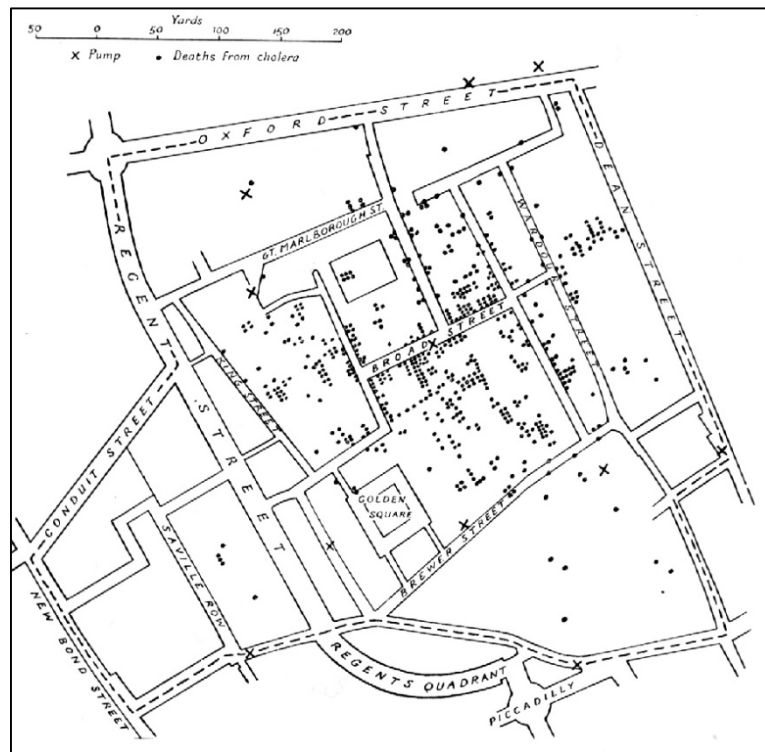 Yards
50 0 50 100 150 200
x Pump • Deaths from cholera
OXFORD STREET
REGENT STREET
GT. MARLBOROUGH ST.
WARDOUR STREET
DEAN STREET
KING STREET
BROAD STREET
CONDUIT STREET
GOLDEN
SQUARE
SAVILLE ROW
BREWER STREET
NEW BOND STREET
REGENTS QUADRANT
PICCADILLY